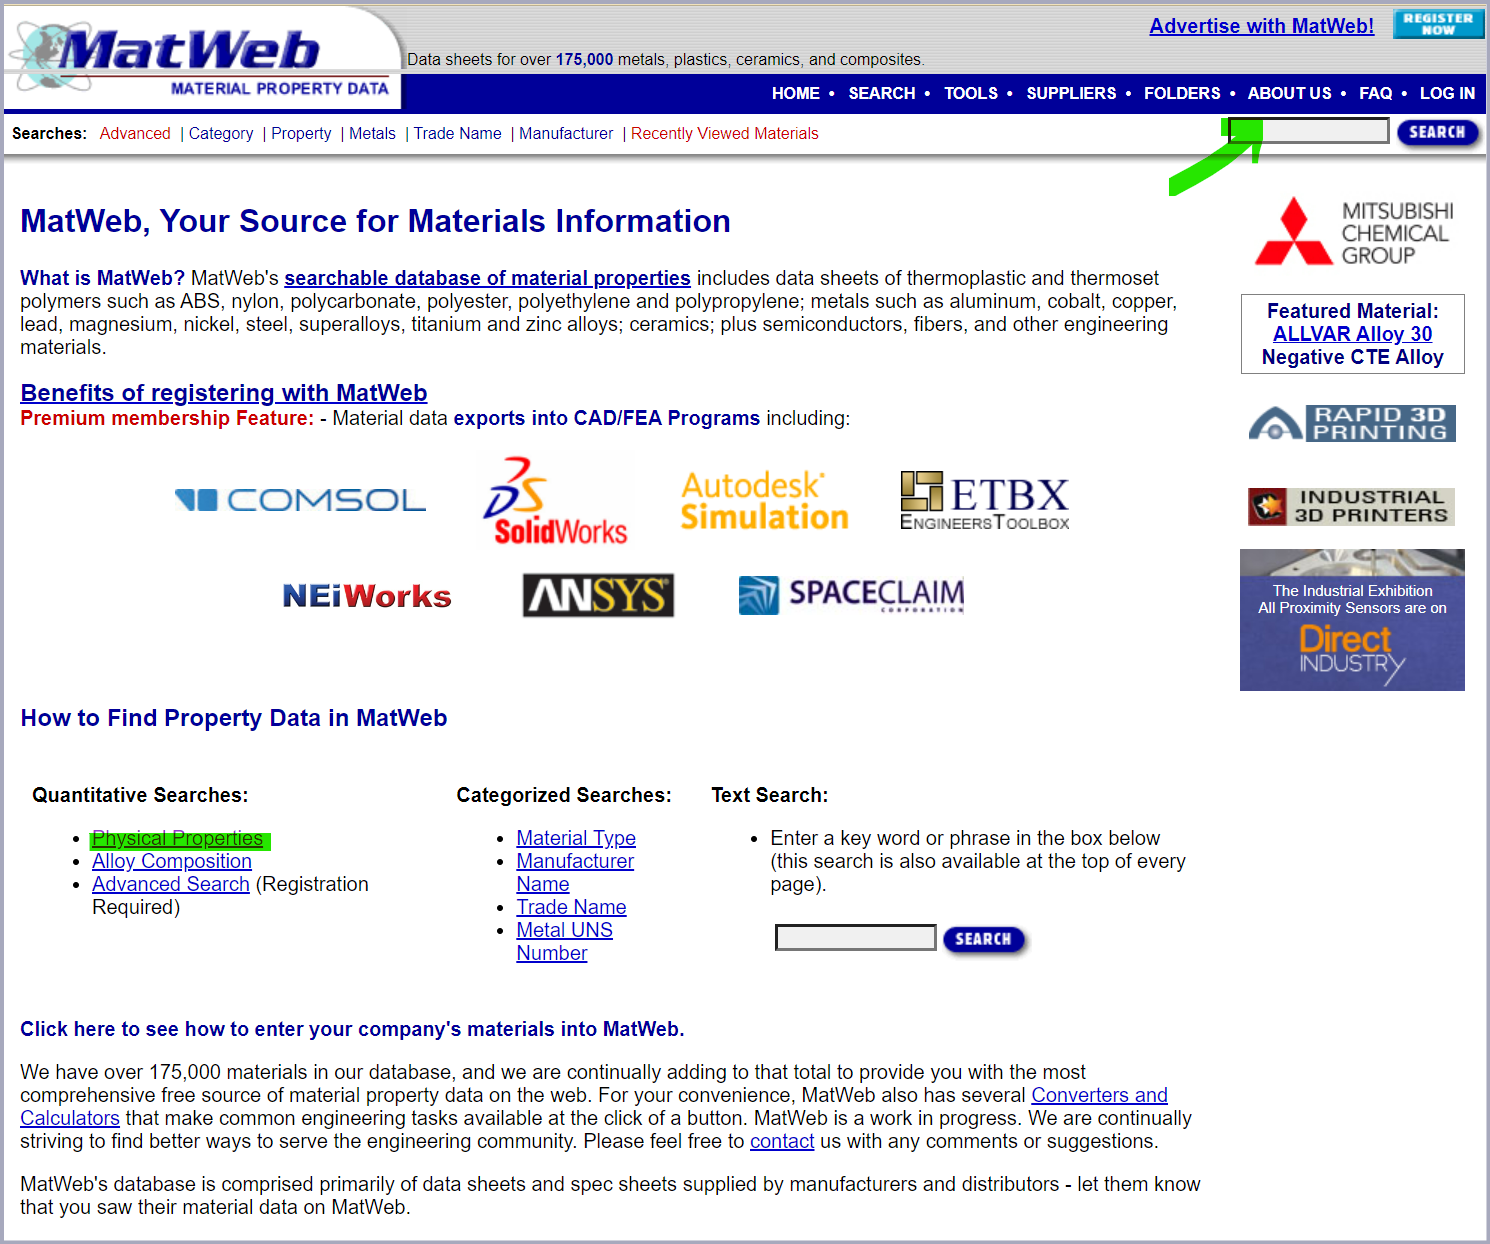 MatWeb
MATERIAL PROPERTY DATA
Data sheets for over 175,000 metals, plastics, ceramics, and composites.
Advertise with MatWeb!
REGISTER
NOW
HOME • SEARCH • TOOLS • SUPPLIERS • FOLDERS • ABOUT US • FAQ • LOG IN
Searches: Advanced | Category | Property | Metals | Trade Name | Manufacturer | Recently Viewed Materials
SEARCH
MatWeb, Your Source for Materials Information
What is MatWeb? MatWeb's searchable database of material properties includes data sheets of thermoplastic and thermoset
polymers such as ABS, nylon, polycarbonate, polyester, polyethylene and polypropylene; metals such as aluminum, cobalt, copper,
lead, magnesium, nickel, steel, superalloys, titanium and zinc alloys; ceramics; plus semiconductors, fibers, and other engineering
materials.
Benefits of registering with MatWeb
Premium membership Feature: - Material data exports into CAD/FEA Programs including:
COMSOL
SolidWorks
Autodesk®
Simulation
ETBX
ENGINEERSTOOLBOX
NEiWorks
ANSYS®
SPACECLAIM
CORPORATION
MITSUBISHI
CHEMICAL
GROUP
Featured Material:
ALLVAR Alloy 30
Negative CTE Alloy
RAPID 3D
PRINTING
INDUSTRIAL
3D PRINTERS
The Industrial Exhibition
All Proximity Sensors are on
Direct
INDUSTRY
How to Find Property Data in MatWeb
Quantitative Searches:
• Physical Properties
• Alloy Composition
• Advanced Search (Registration
Required)
Categorized Searches:
• Material Type
• Manufacturer
Name
• Trade Name
• Metal UNS
Number
Text Search:
• Enter a key word or phrase in the box below
(this search is also available at the top of every
page).
SEARCH
Click here to see how to enter your company's materials into MatWeb.
We have over 175,000 materials in our database, and we are continually adding to that total to provide you with the most
comprehensive free source of material property data on the web. For your convenience, MatWeb also has several Converters and
Calculators that make common engineering tasks available at the click of a button. MatWeb is a work in progress. We are continually
striving to find better ways to serve the engineering community. Please feel free to contact us with any comments or suggestions.
MatWeb's database is comprised primarily of data sheets and spec sheets supplied by manufacturers and distributors - let them know
that you saw their material data on MatWeb.